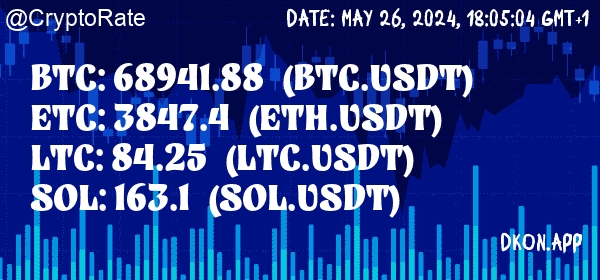 @CryptoRate
DATE: MAY 26, 2024, 18:05:04 GMT+1
BTC: 68941.88 (BTC.USDT)
ETC: 3847.4 (ETH.USDT)
LTC: 84.25 (LTC.USDT)
SOL: 163.1 (SOL.USDT)
DKON.APP